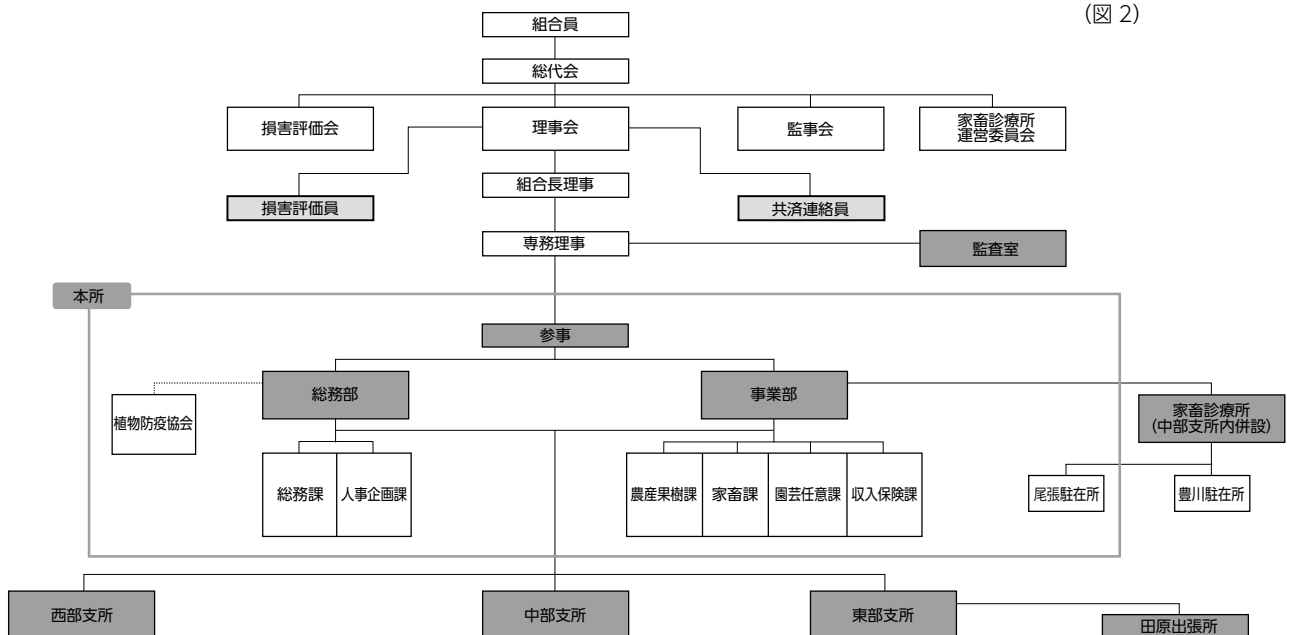 (図 2)
組合員
総代会
損害評価会
理事会
監事会
家畜診療所
運営委員会
組合長理事
損害評価員
共済連絡員
専務理事
監査室
本所
参事
総務部
事業部
植物防疫協会
家畜診療所
(中部支所内併設)
総務課
人事企画課
農産果樹課
家畜課
園芸任意課
収入保険課
尾張駐在所
豊川駐在所
西部支所
中部支所
東部支所
田原出張所